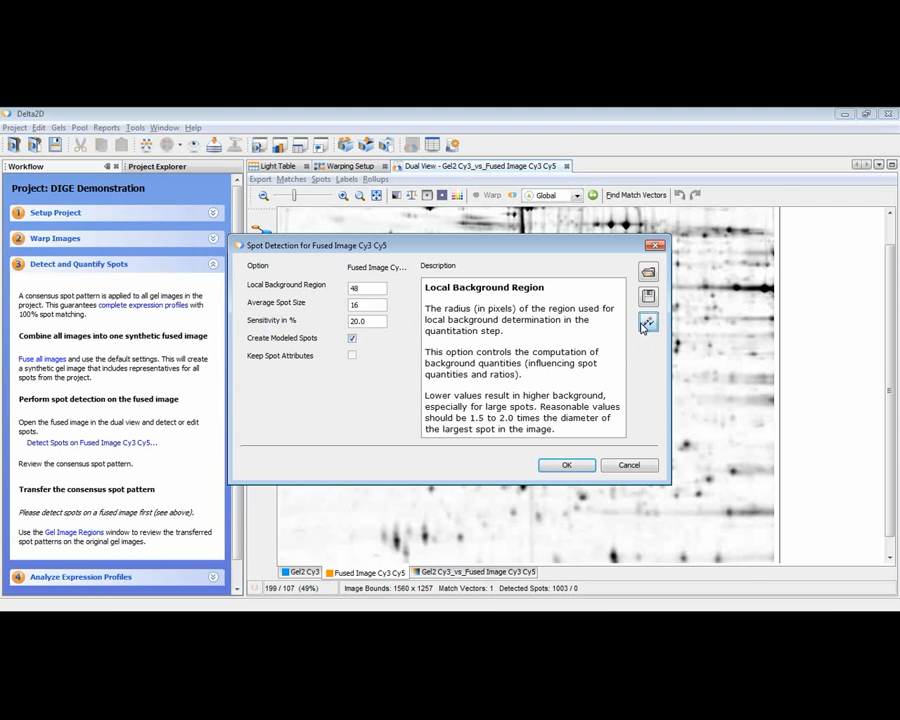 Delta2D
Project Edit Gels Pool Reports Tools Window Help
Workflow
Project Explorer
Light Table
Warping Setup
Dual View - Gel2 Cy3_vs_Fused Image Cy5
Export Matches Spots Labels Rollups
Warp
Global
Find Match Vectors
Project: DIGE Demonstration
1 Setup Project
2 Warp Images
3 Detect and Quantify Spots
A consensus spot pattern is applied to all gel images in the
project. This guarantees complete expression profiles with
100% spot matching.
Combine all images into one synthetic fused
image
Fuse all images and use the default settings. This will
create a synthetic gel image that includes representatives for all
spots from the project.
Perform spot detection on the fused image
Open the fused image in the dual view and detect or edit
spots.
Detect Spots on Fused Image Cy3 Cy5...
Review the consensus spot pattern.
Transfer the consensus spot pattern
Please detect spots on a fused image first (see above).
Use the Gel Image Regions window to review the transferred
spot patterns on the original gel images.
4 Analyze Expression Profiles
Spot Detection for Fused Image Cy3 Cy5
Option
Fused Image Cy...
Description
Local Background Region
48
Average Spot Size
16
Sensitivity in %
20.0
Create Modeled Spots
Keep Spot Attributes
Local Background Region
The radius (in pixels) of the region used for
local background determination in the
quantitation step.
This option controls the computation of
background quantities (influencing spot
quantities and ratios).
Lower values result in higher background,
especially for large spots. Reasonable values
should be 1.5 to 2.0 times the diameter of
the largest spot in the image.
OK
Cancel
Gel2 Cy3
Fused Image Cy3 Cy5
Gel2 Cy3_vs_Fused Image Cy3 Cy5
199 / 107 (49%)
Image Bounds: 1560 x 1257 Match Vectors: 1 Detected Spots: 1003 / 0